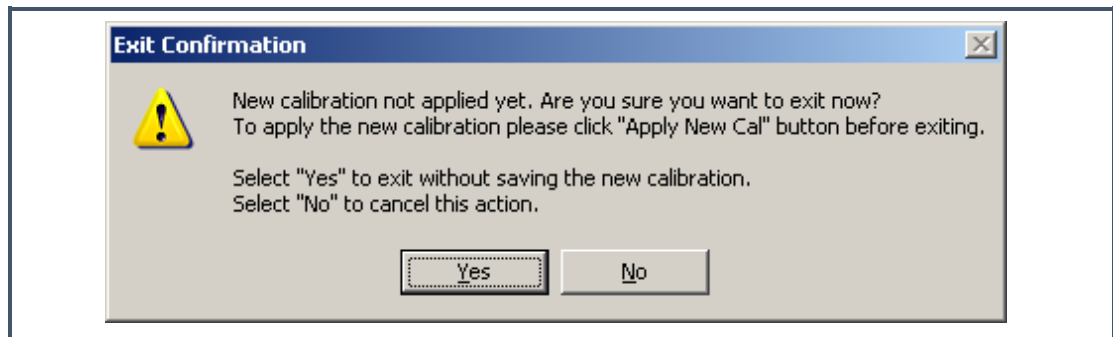 Exit Confirmation
New calibration not applied yet. Are you sure you want to exit now?
To apply the new calibration please click "Apply New Cal" button before exiting.
Select "Yes" to exit without saving the new calibration.
Select "No" to cancel this action.
Yes
No